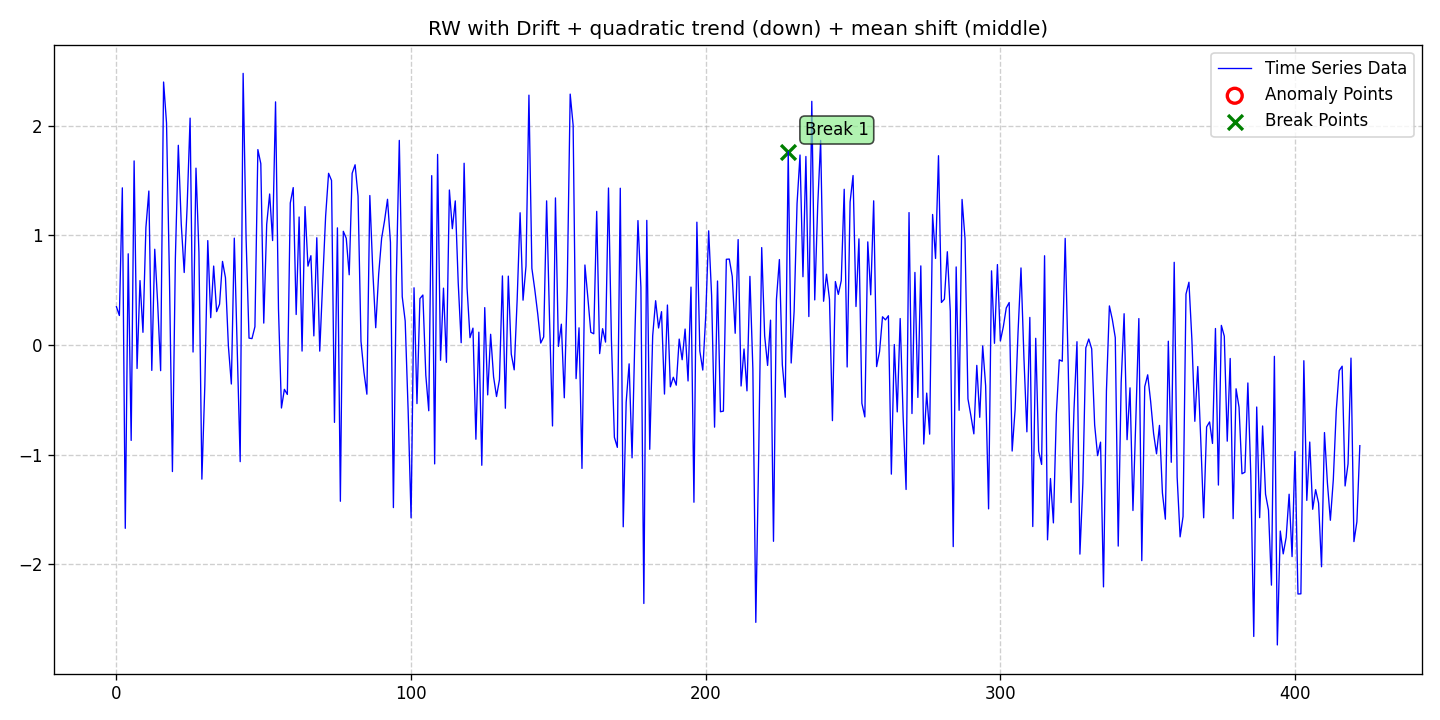 RW with Drift + quadratic trend (down) + mean shift (middle)
Time Series Data
Anomaly Points
Break Points
Break 1
2
1
0
−1
−2
0
100
200
300
400